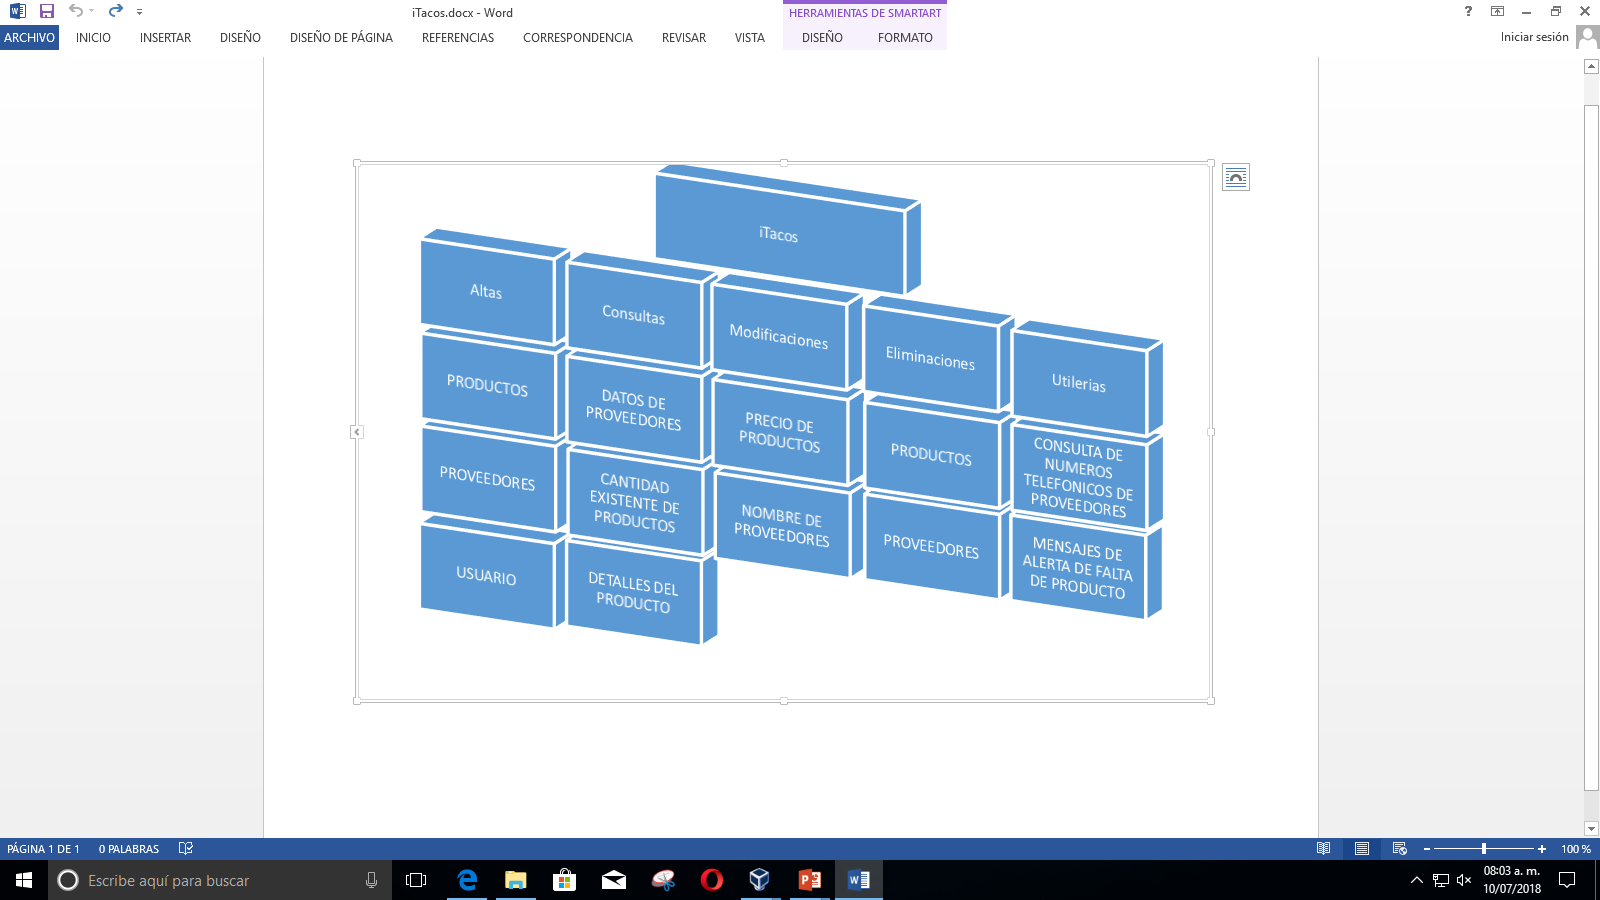 iTacos.docx - Word
HERRAMIENTAS DE SMARTART
?
ARCHIVO
INICIO
INSERTAR
DISEÑO
DISEÑO DE PÁGINA
REFERENCIAS
CORRESPONDENCIA
REVISAR
VISTA
DISEÑO
FORMATO
Iniciar sesión
iTacos
Altas
Consultas
Modificaciones
Eliminaciones
Utilerias
PRODUCTOS
DATOS DE
PROVEEDORES
PRECIO DE
PRODUCTOS
PRODUCTOS
CONSULTA DE
NUMEROS
TELEFONICOS DE
PROVEEDORES
PROVEEDORES
CANTIDAD
EXISTENTE DE
PRODUCTOS
NOMBRE DE
PROVEEDORES
PROVEEDORES
MENSAJES DE
ALERTA DE FALTA
DE PRODUCTO
USUARIO
DETALLES DEL
PRODUCTO
PÁGINA 1 DE 1
0 PALABRAS
100 %
Escribe aquí para buscar
08:03 a. m.
10/07/2018